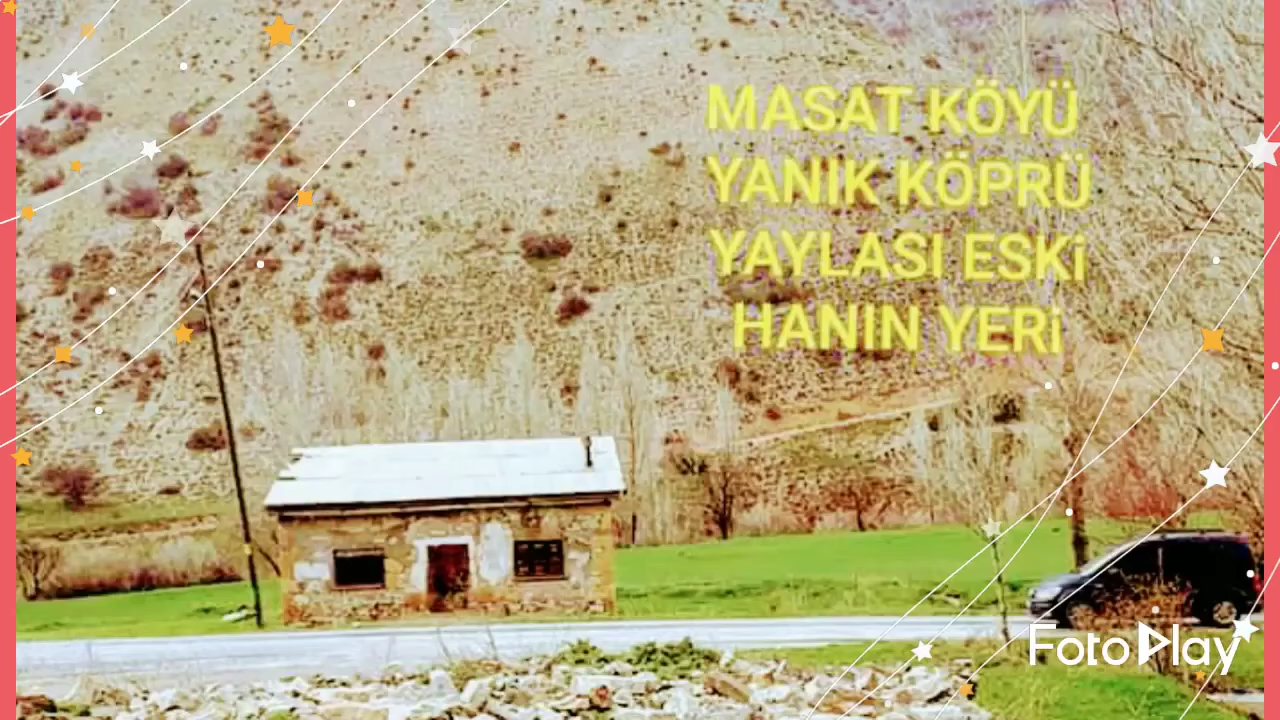 MASAT KÖYÜ
YANIK KÖPRÜ
YAYLASI ESKi
HANIN YERi
FotoPlay